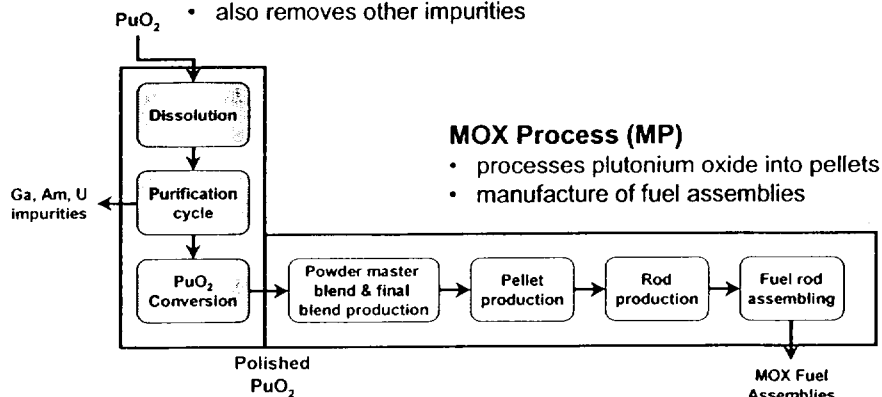 • also removes other impurities
PuO₂
Dissolution
MOX Process (MP)
• processes plutonium oxide into pellets
• manufacture of fuel assemblies
Ga, Am, U
impurities
Purification
cycle
PuO₂
Conversion
Powder master
blend & final
blend production
Pellet
production
Rod
production
Fuel rod
assembling
Polished
PuO₂
MOX Fuel
Assemblies